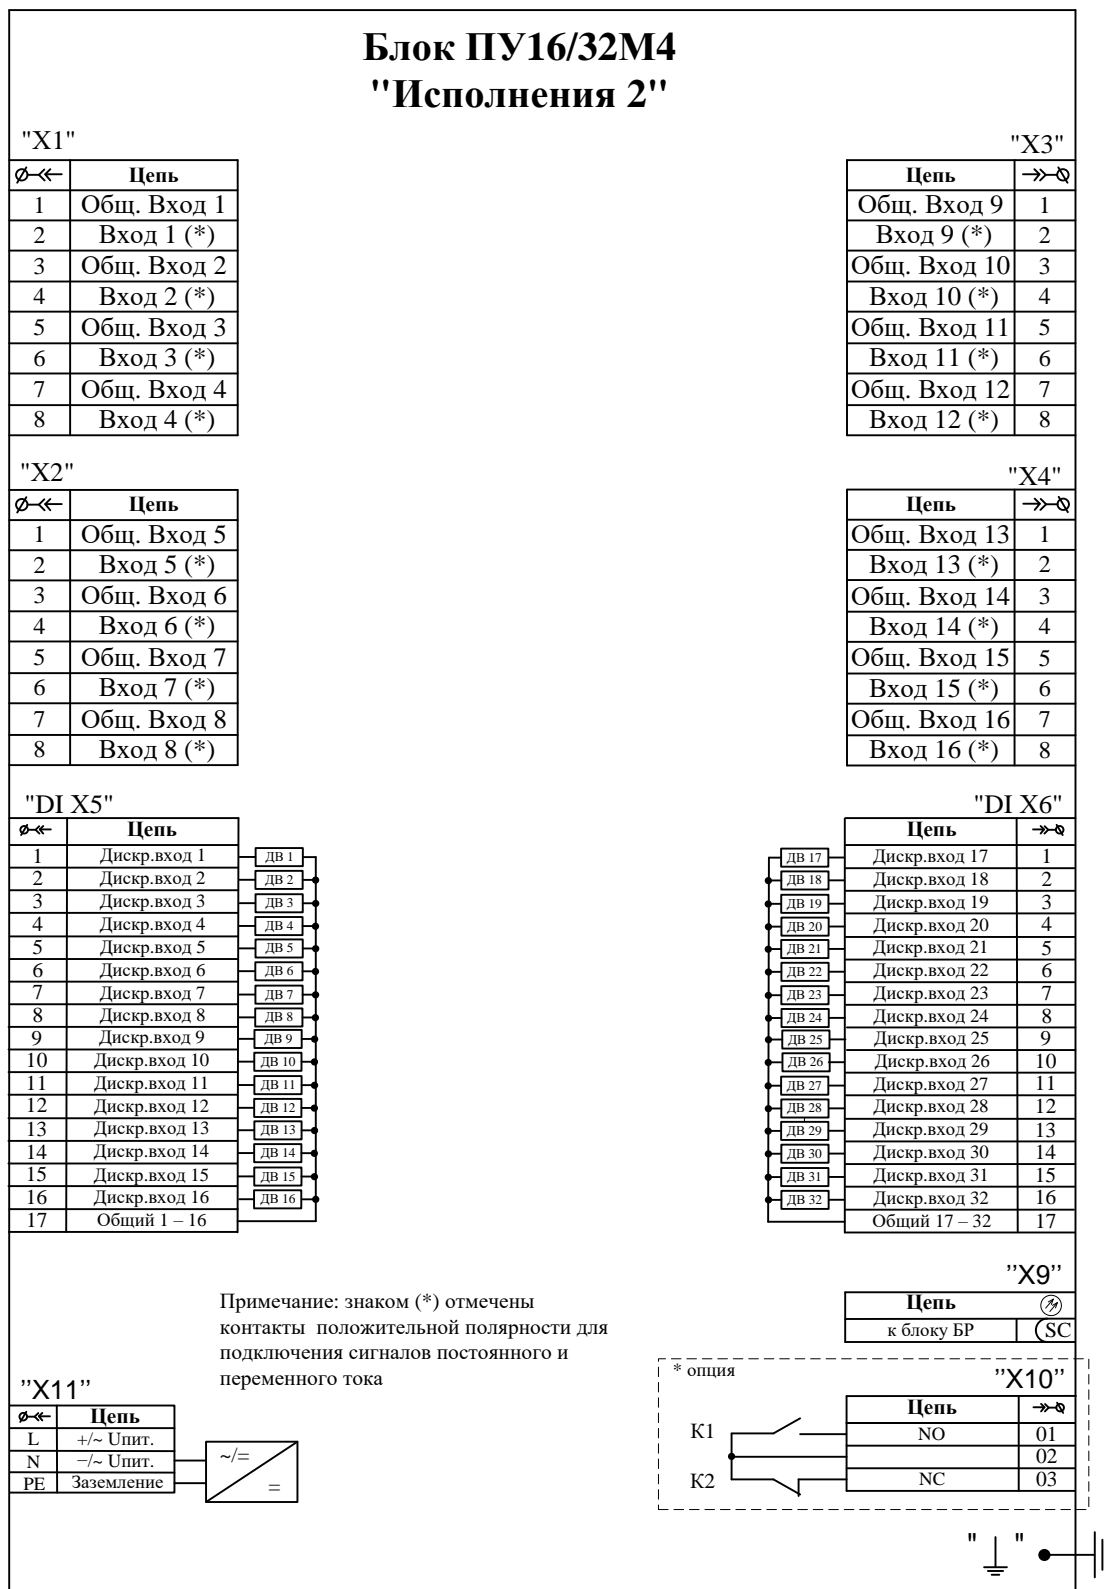 Блок ПУ16/32М4
"Исполнения 2"
"X1"
Цепь
1 Общ. Вход 1
2 Вход 1 (*)
3 Общ. Вход 2
4 Вход 2 (*)
5 Общ. Вход 3
6 Вход 3 (*)
7 Общ. Вход 4
8 Вход 4 (*)
"X3"
Цепь
Общ. Вход 9 1
Вход 9 (*) 2
Общ. Вход 10 3
Вход 10 (*) 4
Общ. Вход 11 5
Вход 11 (*) 6
Общ. Вход 12 7
Вход 12 (*) 8
"X2"
Цепь
1 Общ. Вход 5
2 Вход 5 (*)
3 Общ. Вход 6
4 Вход 6 (*)
5 Общ. Вход 7
6 Вход 7 (*)
7 Общ. Вход 8
8 Вход 8 (*)
"X4"
Цепь
Общ. Вход 13 1
Вход 13 (*) 2
Общ. Вход 14 3
Вход 14 (*) 4
Общ. Вход 15 5
Вход 15 (*) 6
Общ. Вход 16 7
Вход 16 (*) 8
"DI X5"
Цепь
1 Дискр.вход 1 ДВ 1
2 Дискр.вход 2 ДВ 2
3 Дискр.вход 3 ДВ 3
4 Дискр.вход 4 ДВ 4
5 Дискр.вход 5 ДВ 5
6 Дискр.вход 6 ДВ 6
7 Дискр.вход 7 ДВ 7
8 Дискр.вход 8 ДВ 8
9 Дискр.вход 9 ДВ 9
10 Дискр.вход 10 ДВ 10
11 Дискр.вход 11 ДВ 11
12 Дискр.вход 12 ДВ 12
13 Дискр.вход 13 ДВ 13
14 Дискр.вход 14 ДВ 14
15 Дискр.вход 15 ДВ 15
16 Дискр.вход 16 ДВ 16
17 Общий 1 – 16
"DI X6"
Цепь
ДВ 17 Дискр.вход 17 1
ДВ 18 Дискр.вход 18 2
ДВ 19 Дискр.вход 19 3
ДВ 20 Дискр.вход 20 4
ДВ 21 Дискр.вход 21 5
ДВ 22 Дискр.вход 22 6
ДВ 23 Дискр.вход 23 7
ДВ 24 Дискр.вход 24 8
ДВ 25 Дискр.вход 25 9
ДВ 26 Дискр.вход 26 10
ДВ 27 Дискр.вход 27 11
ДВ 28 Дискр.вход 28 12
ДВ 29 Дискр.вход 29 13
ДВ 30 Дискр.вход 30 14
ДВ 31 Дискр.вход 31 15
ДВ 32 Дискр.вход 32 16
Общий 17 – 32 17
''X9''
Цепь
к блоку БР SC
Примечание: знаком (*) отмечены
контакты положительной полярности для
подключения сигналов постоянного и
переменного тока
''X11''
Цепь
L +/~ Uпит.
N −/~ Uпит.
PE Заземление
~/=
=
* опция
''X10''
Цепь
К1 NO 01
02
К2 NC 03
" "